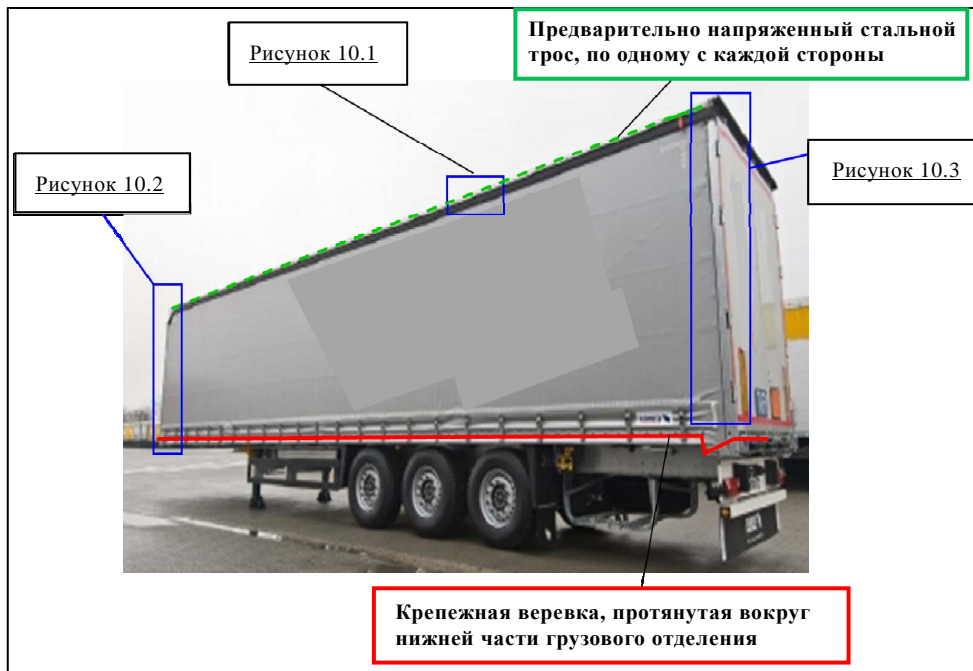 Предварительно напряженный стальной
трос, по одному с каждой стороны
Рисунок 10.1
Рисунок 10.2
Рисунок 10.3
Крепежная веревка, протянутая вокруг
нижней части грузового отделения